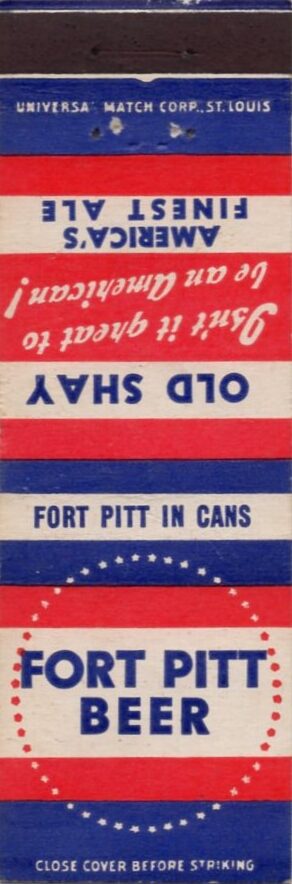 UNIVERSAL MATCH CORP., ST. LOUIS
OLD SHAY
Isn't it great to
be an American!
AMERICA'S
FINEST ALE
FORT PITT IN CANS
FORT PITT
BEER
CLOSE COVER BEFORE STRIKING